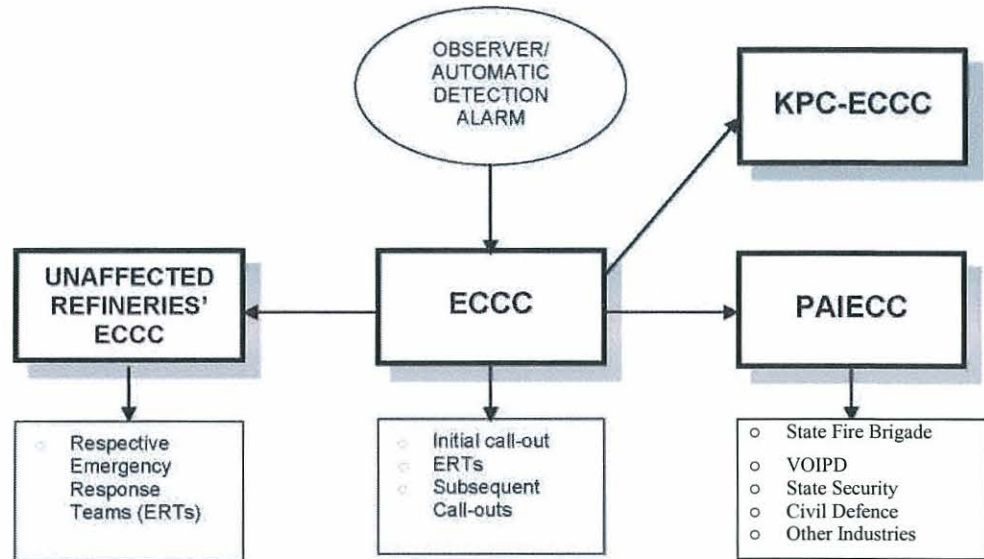 OBSERVER/
AUTOMATIC
DETECTION
ALARM
KPC-ECCC
UNAFFECTED
REFINERIES’
ECCC
ECCC
PAIECC
Respective
Emergency
Response
Teams (ERTs)
Initial call-out
ERTs
Subsequent
Call-outs
State Fire Brigade
VOIPD
State Security
Civil Defence
Other Industries